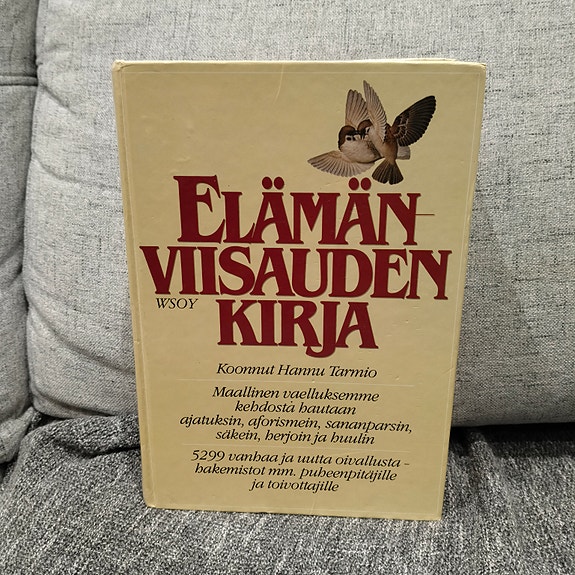 ELÄMÄN-
VIISAUDEN
WSOY
KIRJA
Koonnut Hannu Tarmio
Maallinen vaelluksemme
kehdosta hautaan
ajatuksin, aforismein, sananparsin,
säkein, herjoin ja huulin
5299 vanhaa ja uutta oivallusta –
hakemistot mm. puheenpitäjille
ja toivottajille